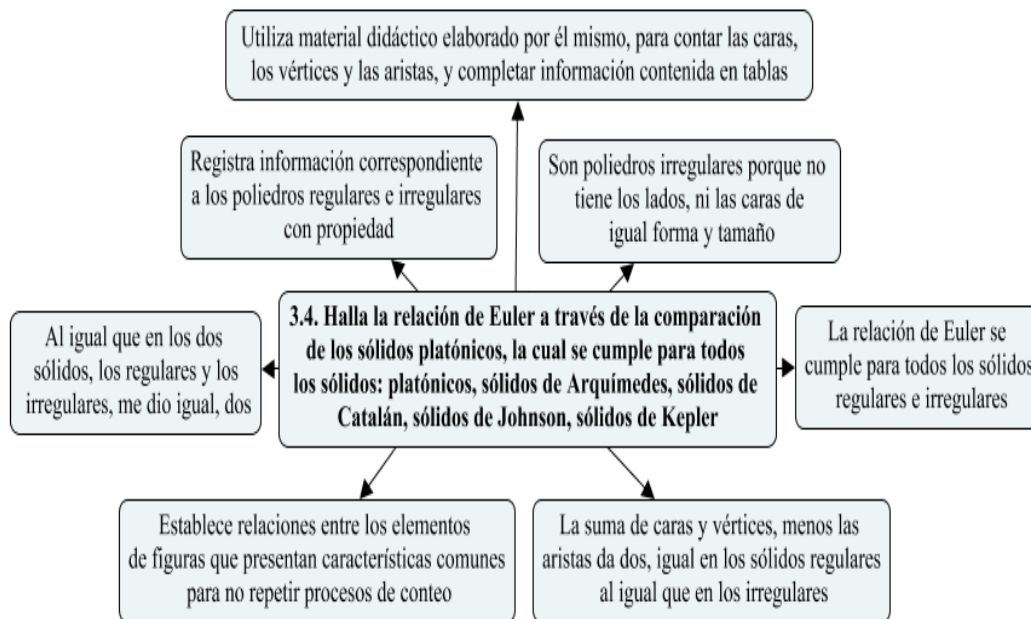 Utiliza material didáctico elaborado por él mismo, para contar las caras,
los vértices y las aristas, y completar información contenida en tablas
Registra información correspondiente
a los poliedros regulares e irregulares
con propiedad
Son poliedros irregulares porque no
tiene los lados, ni las caras de
igual forma y tamaño
Al igual que en los dos
sólidos, los regulares y los
irregulares, me dio igual, dos
3.4. Halla la relación de Euler a través de la comparación
de los sólidos platónicos, la cual se cumple para todos
los sólidos: platónicos, sólidos de Arquímedes, sólidos de
Catalán, sólidos de Johnson, sólidos de Kepler
La relación de Euler se
cumple para todos los sólidos
regulares e irregulares
Establece relaciones entre los elementos
de figuras que presentan características comunes
para no repetir procesos de conteo
La suma de caras y vértices, menos las
aristas da dos, igual en los sólidos regulares
al igual que en los irregulares